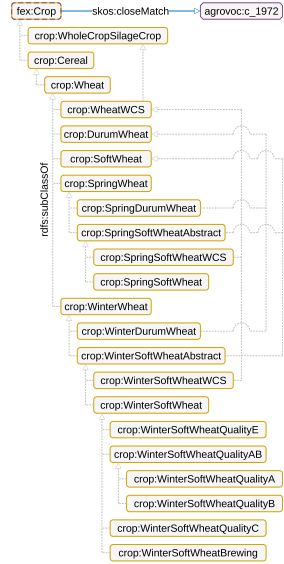 fex:Crop
skos:closeMatch
agrovoc:c_1972
crop:WholeCropSilageCrop
crop:Cereal
crop:Wheat
crop:WheatWCS
crop:DurumWheat
crop:SoftWheat
rdfs:subClassOf
crop:SpringWheat
crop:SpringDurumWheat
crop:SpringSoftWheatAbstract
crop:SpringSoftWheatWCS
crop:SpringSoftWheat
crop:WinterWheat
crop:WinterDurumWheat
crop:WinterSoftWheatAbstract
crop:WinterSoftWheatWCS
crop:WinterSoftWheat
crop:WinterSoftWheatQualityE
crop:WinterSoftWheatQualityAB
crop:WinterSoftWheatQualityA
crop:WinterSoftWheatQualityB
crop:WinterSoftWheatQualityC
crop:WinterSoftWheatBrewing